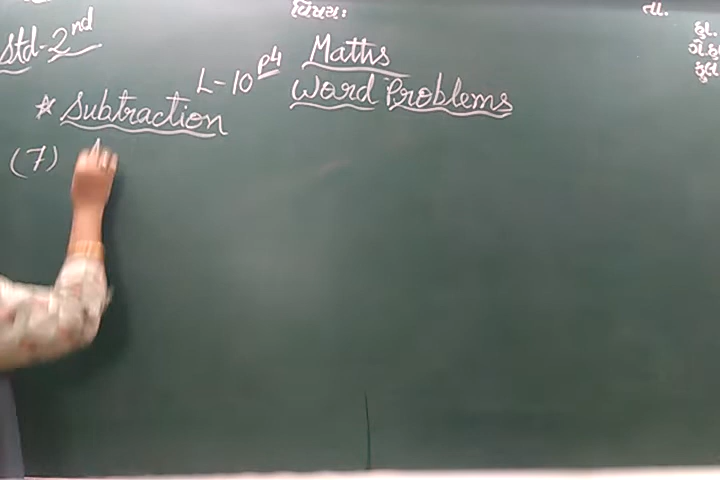 વિષયઃ
તા.
Std-2nd
L-10 P4
Maths
Word Problems
* Subtraction
(7) A